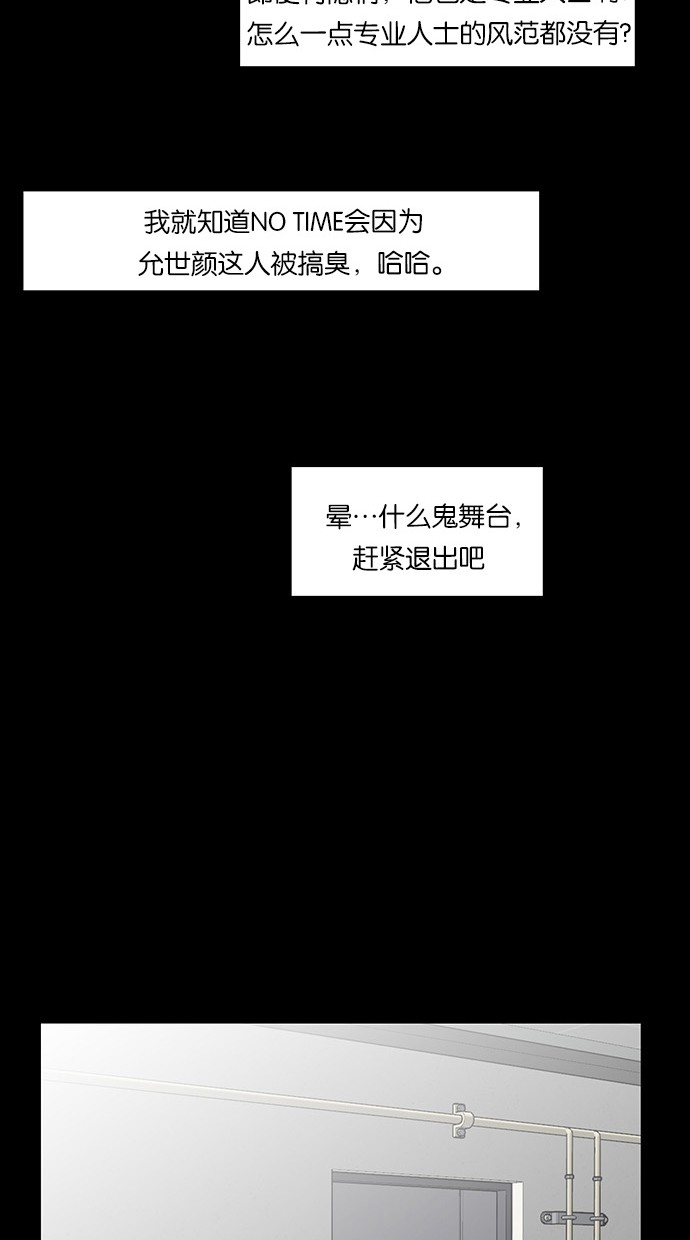 怎么一点专业人士的风范都没有?
我就知道NO TIME会因为
允世颜这人被搞臭，哈哈。
晕…什么鬼舞台，
赶紧退出吧